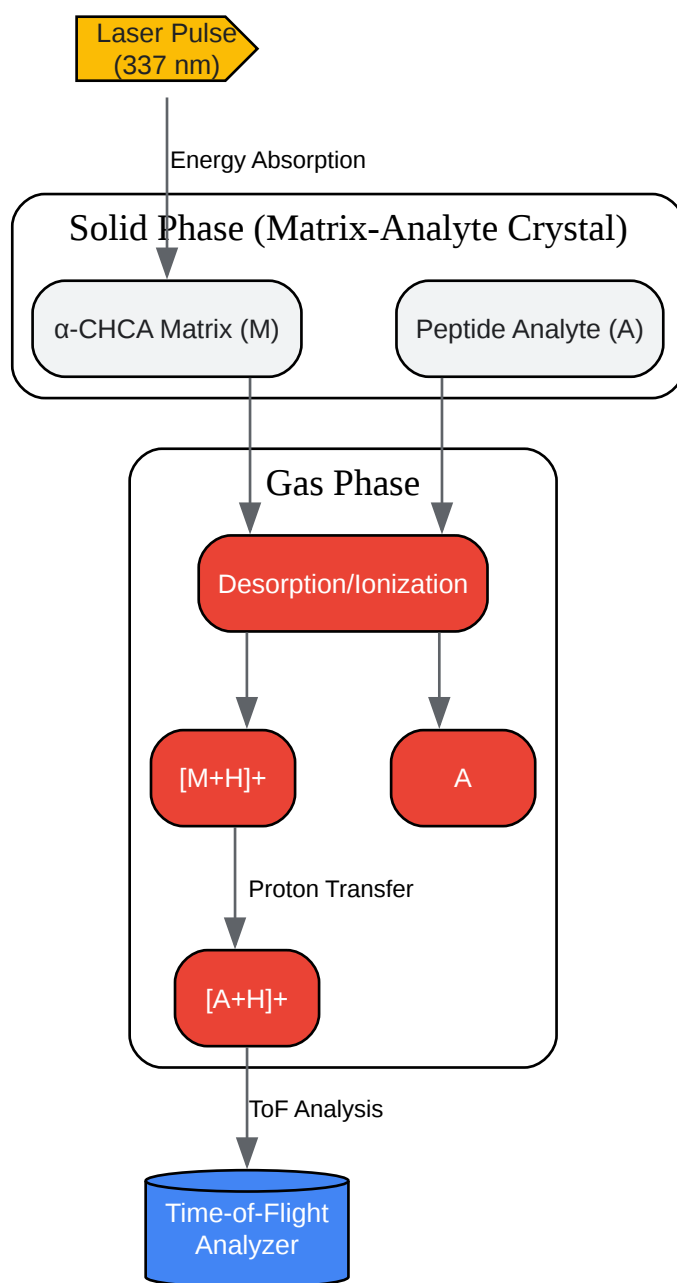 Laser Pulse
(337 nm)
Energy Absorption
Solid Phase (Matrix-Analyte Crystal)
α-CHCA Matrix (M)
Peptide Analyte (A)
Gas Phase
Desorption/Ionization
[M+H]+
A
Proton Transfer
[A+H]+
ToF Analysis
Time-of-Flight
Analyzer